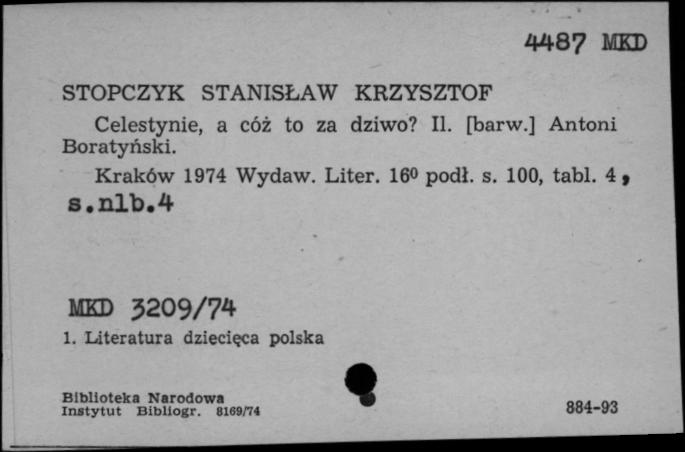 4487 MKD
STOPCZYK STANISŁAW KRZYSZTOF
Celestynie, a cóż to za dziwo? Il. [barw.] Antoni
Boratyński.
Kraków 1974 Wydaw. Liter. 16⁰ podł. s. 100, tabl. 4,
s.nlb.4
MKD 3209/74
1. Literatura dziecięca polska
Biblioteka Narodowa
Instytut Bibliogr. 8169/74
884-93